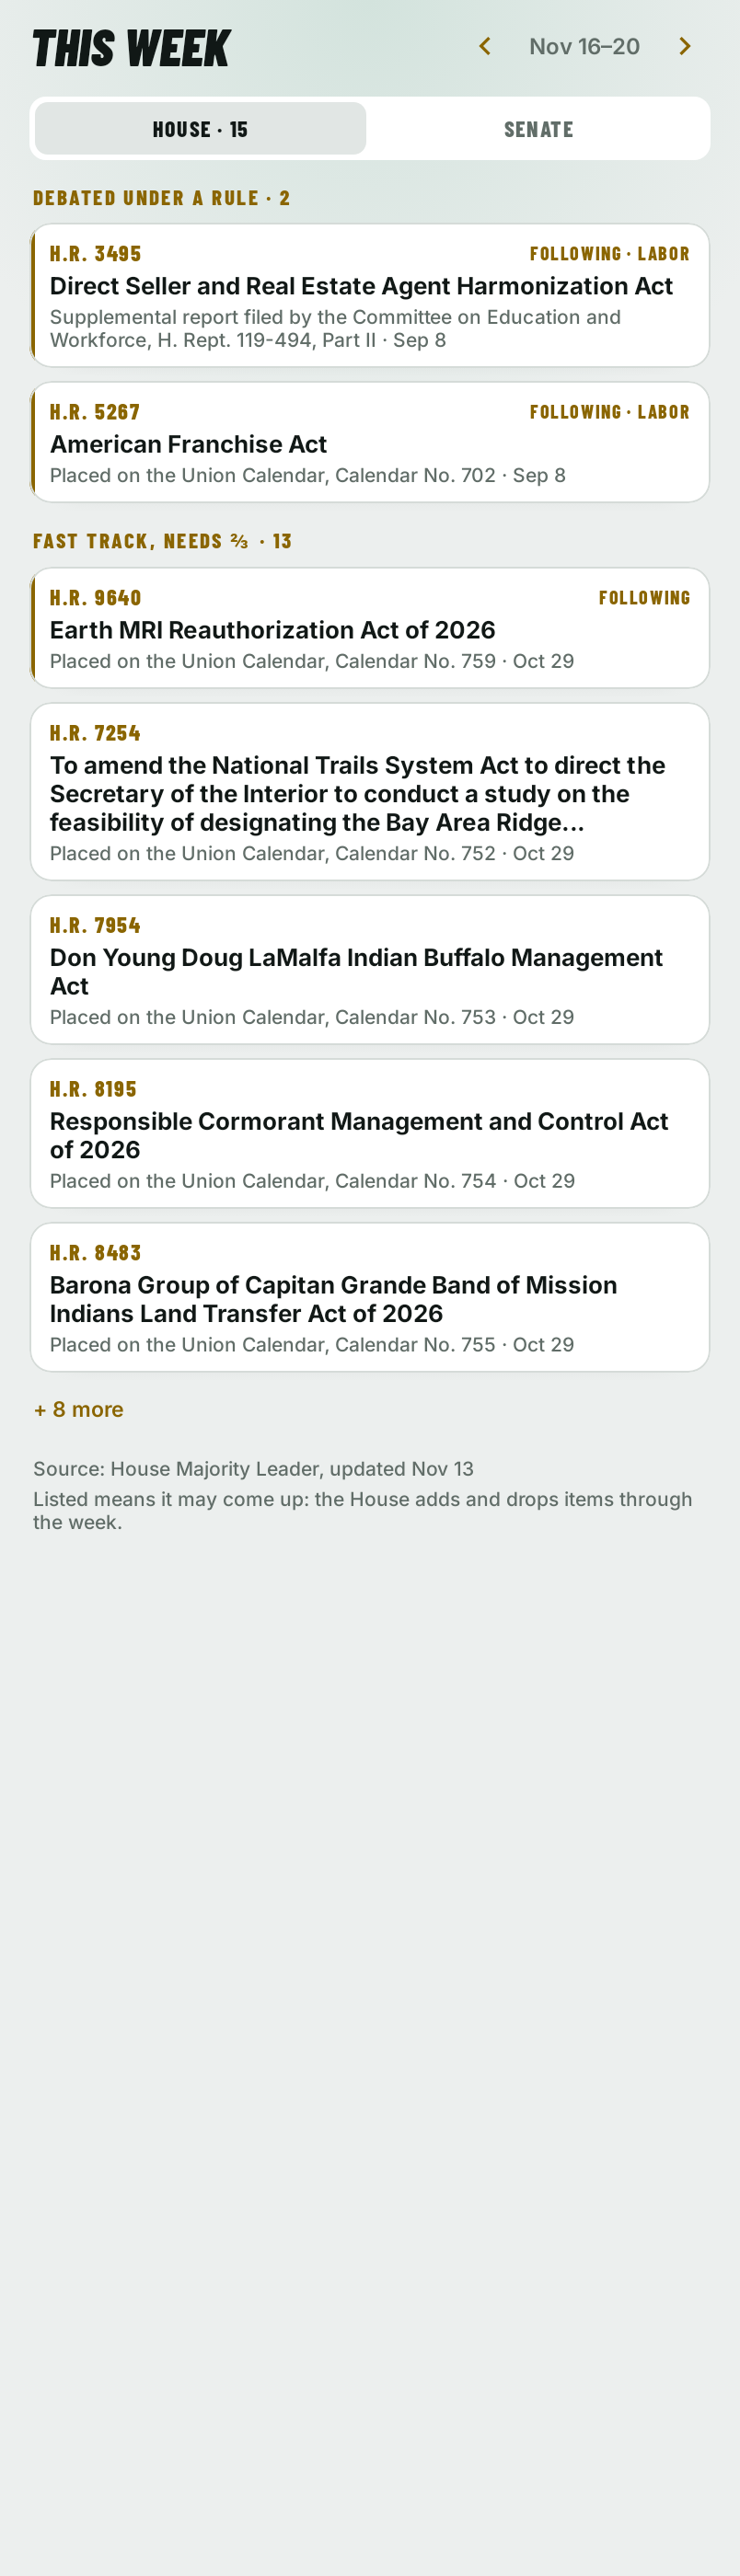 THIS WEEK
Nov 16–20
HOUSE · 15
SENATE
DEBATED UNDER A RULE · 2
H.R. 3495
FOLLOWING · LABOR
Direct Seller and Real Estate Agent Harmonization Act
Supplemental report filed by the Committee on Education and
Workforce, H. Rept. 119-494, Part II · Sep 8
H.R. 5267
FOLLOWING · LABOR
American Franchise Act
Placed on the Union Calendar, Calendar No. 702 · Sep 8
FAST TRACK, NEEDS ⅔ · 13
H.R. 9640
FOLLOWING
Earth MRI Reauthorization Act of 2026
Placed on the Union Calendar, Calendar No. 759 · Oct 29
H.R. 7254
To amend the National Trails System Act to direct the
Secretary of the Interior to conduct a study on the
feasibility of designating the Bay Area Ridge...
Placed on the Union Calendar, Calendar No. 752 · Oct 29
H.R. 7954
Don Young Doug LaMalfa Indian Buffalo Management
Act
Placed on the Union Calendar, Calendar No. 753 · Oct 29
H.R. 8195
Responsible Cormorant Management and Control Act
of 2026
Placed on the Union Calendar, Calendar No. 754 · Oct 29
H.R. 8483
Barona Group of Capitan Grande Band of Mission
Indians Land Transfer Act of 2026
Placed on the Union Calendar, Calendar No. 755 · Oct 29
+ 8 more
Source: House Majority Leader, updated Nov 13
Listed means it may come up: the House adds and drops items through
the week.